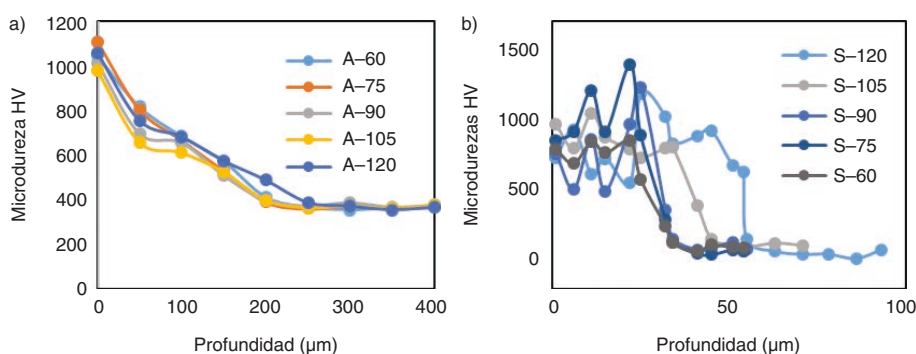 a)
Microdureza HV
1200
1000
800
600
400
200
0
A–60
A–75
A–90
A–105
A–120
0 100 200 300 400
Profundidad (µm)
b)
Microdurezas HV
1500
1000
500
0
S–120
S–105
S–90
S–75
S–60
0 50 100
Profundidad (µm)